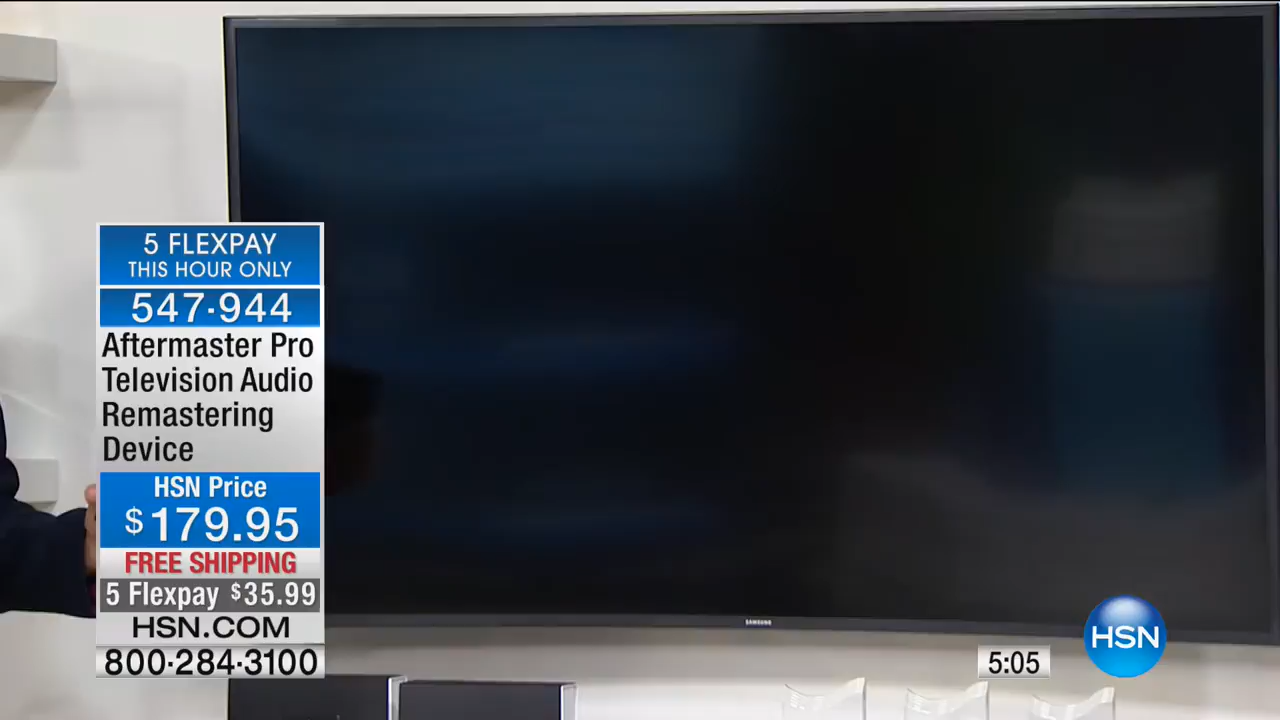 5 FLEXPAY
THIS HOUR ONLY
547·944
Aftermaster Pro
Television Audio
Remastering
Device
HSN Price
$179.95
FREE SHIPPING
5 Flexpay $35.99
HSN.COM
800·284·3100
SAMSUNG
HSN
5:05